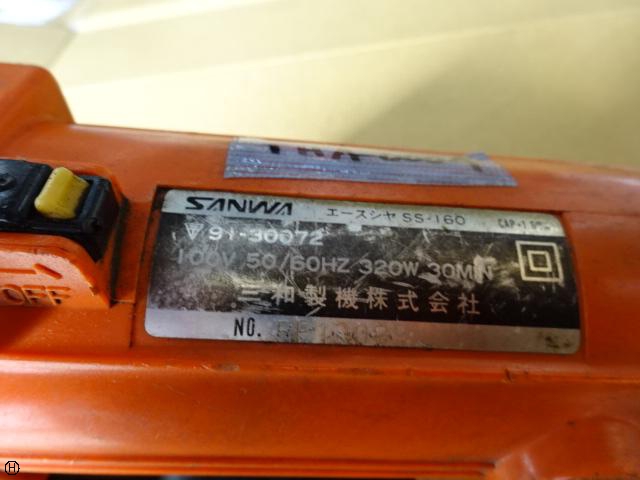 SANWA エースシヤ SS-160
▽91-30072
100V 50/60HZ 320W 30MIN
三和製機株式会社
NO.
OFF
H